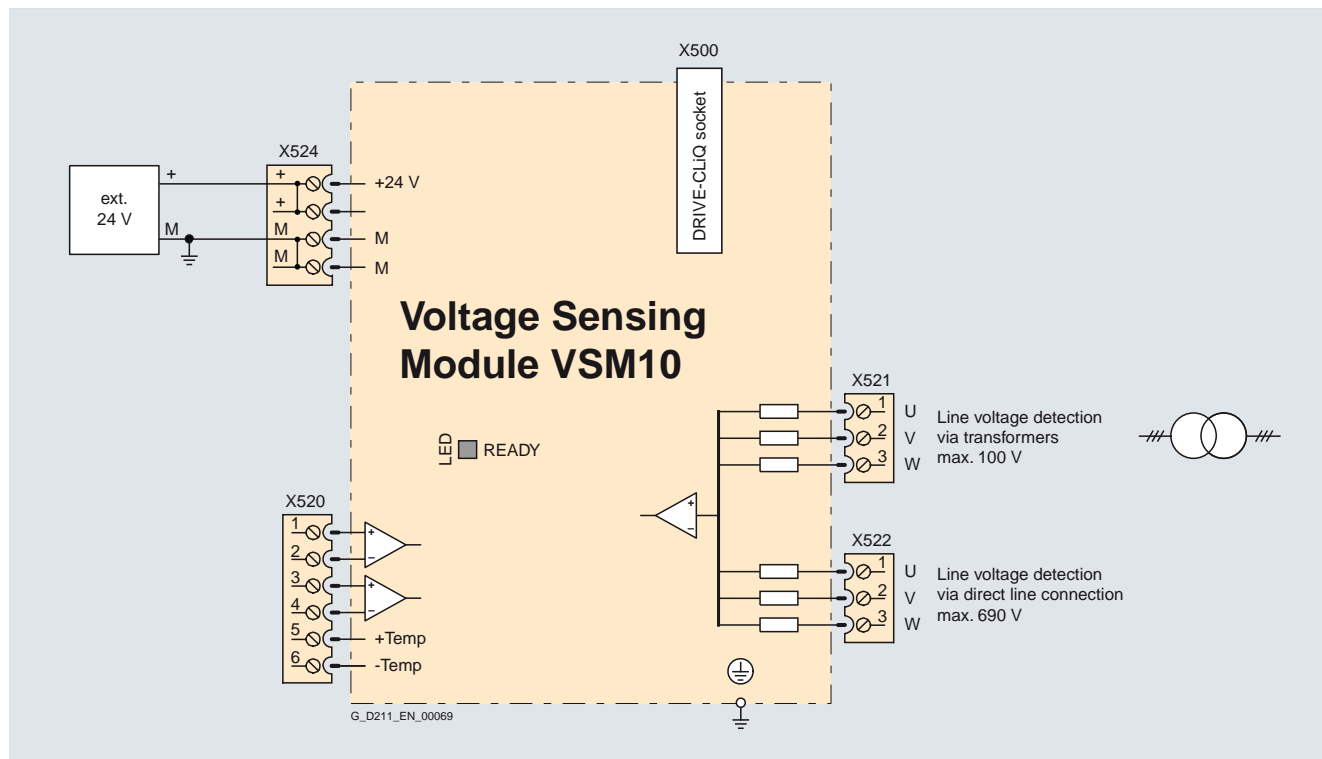 X500
DRIVE-CLiQ socket
X524
ext.
24 V
+
M
+
+
M
M
+24 V
M
M
Voltage Sensing
Module VSM10
LED
READY
X521
1
2
3
U
V
W
Line voltage detection
via transformers
max. 100 V
X520
1
2
3
4
5
6
+
–
+
–
+Temp
-Temp
+
–
X522
1
2
3
U
V
W
Line voltage detection
via direct line connection
max. 690 V
G_D211_EN_00069